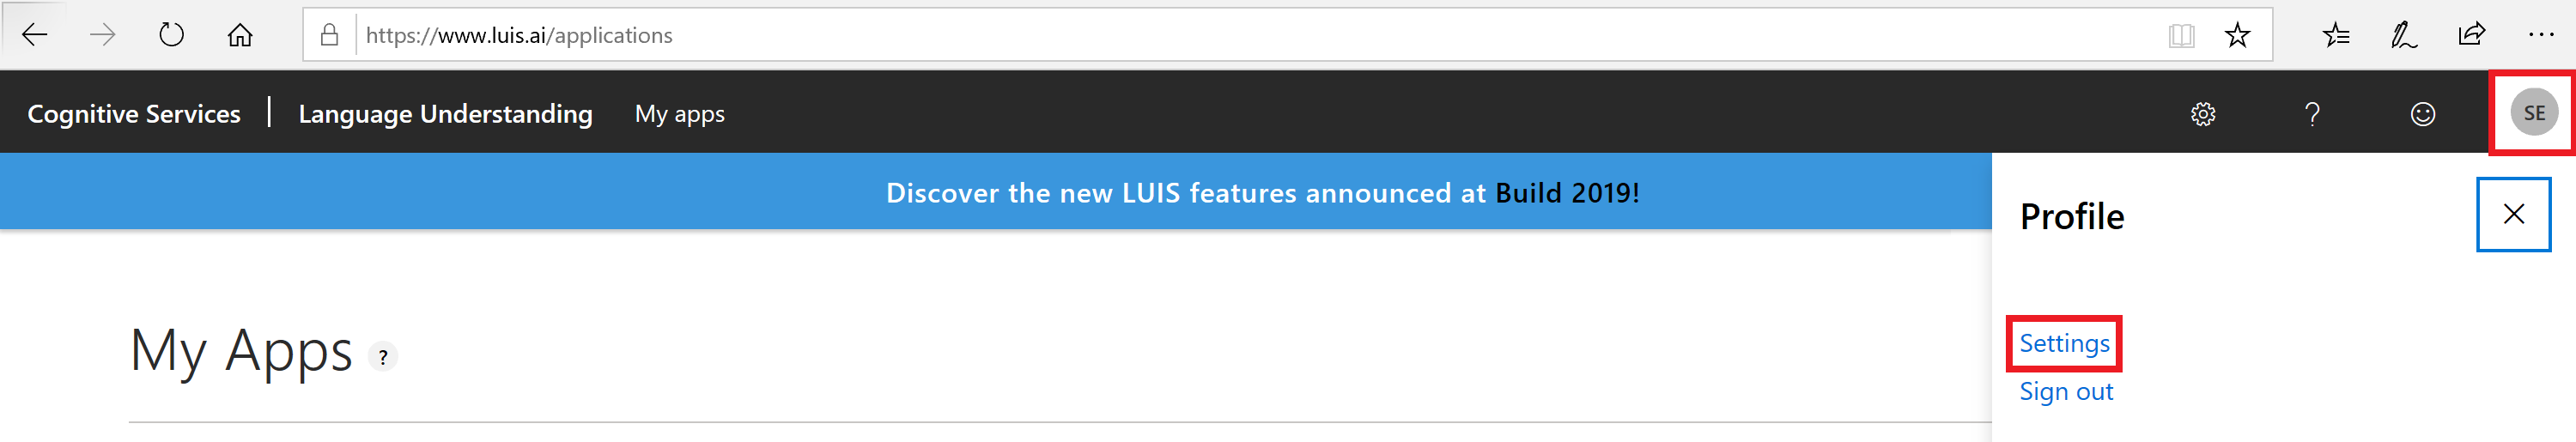 https://www.luis.ai/applications
Cognitive Services | Language Understanding My apps ? SE
Discover the new LUIS features announced at Build 2019!
Profile
My Apps ?
Settings
Sign out